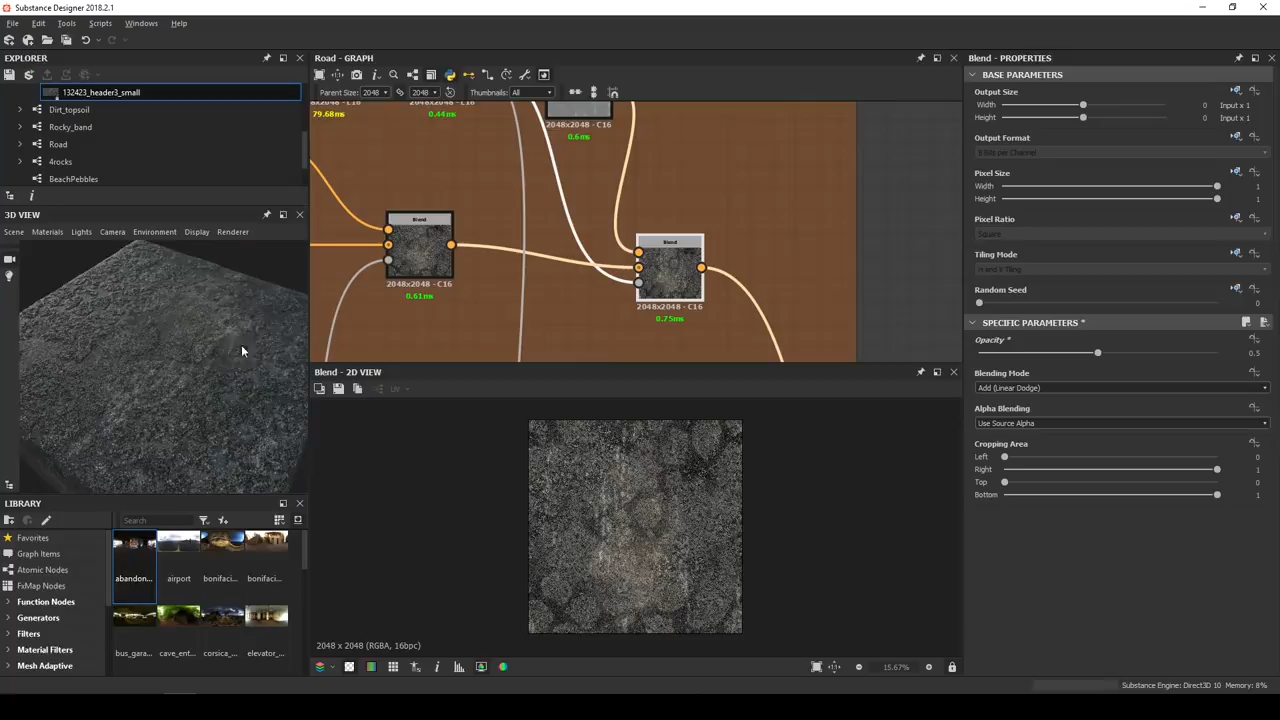 Substance Designer 2018.2.1
File Edit Tools Scripts Windows Help
EXPLORER
132423_header3_small
Dirt_topsoil
Rocky_band
Road
4rocks
BeachPebbles
3D VIEW
Scene Materials Lights Camera Environment Display Renderer
LIBRARY
Search
Favorites
Graph Items
Atomic Nodes
FxMap Nodes
Function Nodes
Generators
Filters
Material Filters
Mesh Adaptive
abandon... airport bonifaci... bonifaci...
bus_gara... cave_ent... corsica_... elevator_...
Road - GRAPH
Parent Size: 2048 2048 Thumbnails: All
79.68ms
0.44ms
2048x2048 - C16
0.6ms
Blend
2048x2048 - C16
0.61ms
Blend
2048x2048 - C16
0.75ms
Blend - 2D VIEW
UV
2048 x 2048 (RGBA, 16bpc)
15.67%
Blend - PROPERTIES
BASE PARAMETERS
Output Size
Width 0 Input x 1
Height 0 Input x 1
Output Format
8 Bits per Channel
Pixel Size
Width 1
Height 1
Pixel Ratio
Square
Tiling Mode
H and V Tiling
Random Seed
0
SPECIFIC PARAMETERS *
Opacity *
0.5
Blending Mode
Add (Linear Dodge)
Alpha Blending
Use Source Alpha
Cropping Area
Left 0
Right 1
Top 0
Bottom 1
Substance Engine: Direct3D 10 Memory: 8%